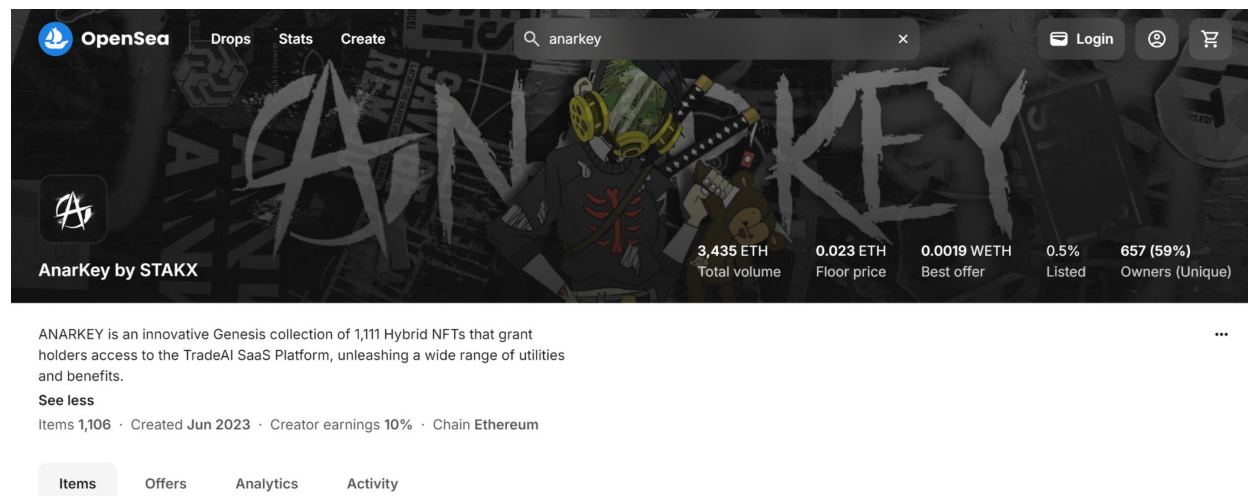 OpenSea Drops Stats Create anarkey Login
ANARKEY
AnarKey by STAKX
3,435 ETH 0.023 ETH 0.0019 WETH 0.5% 657 (59%)
Total volume Floor price Best offer Listed Owners (Unique)
ANARKEY is an innovative Genesis collection of 1,111 Hybrid NFTs that grant
holders access to the TradeAI SaaS Platform, unleashing a wide range of utilities
and benefits.
See less
Items 1,106 · Created Jun 2023 · Creator earnings 10% · Chain Ethereum
Items Offers Analytics Activity